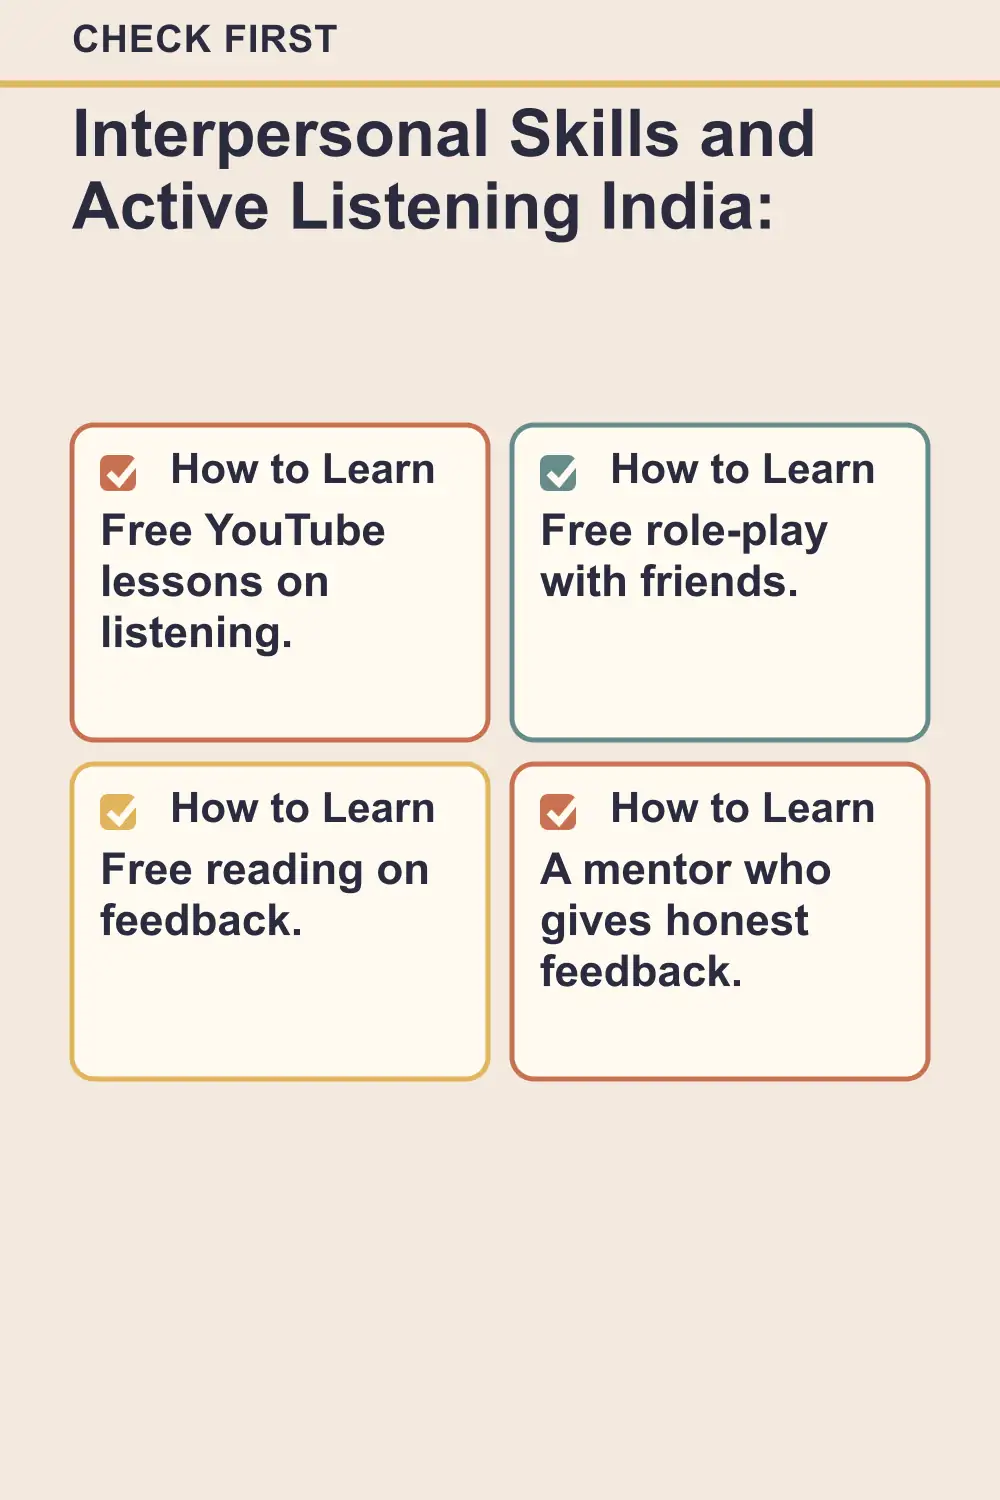 CHECK FIRST
Interpersonal Skills and
Active Listening India:
How to Learn
Free YouTube
lessons on
listening.
How to Learn
Free role-play
with friends.
How to Learn
Free reading on
feedback.
How to Learn
A mentor who
gives honest
feedback.